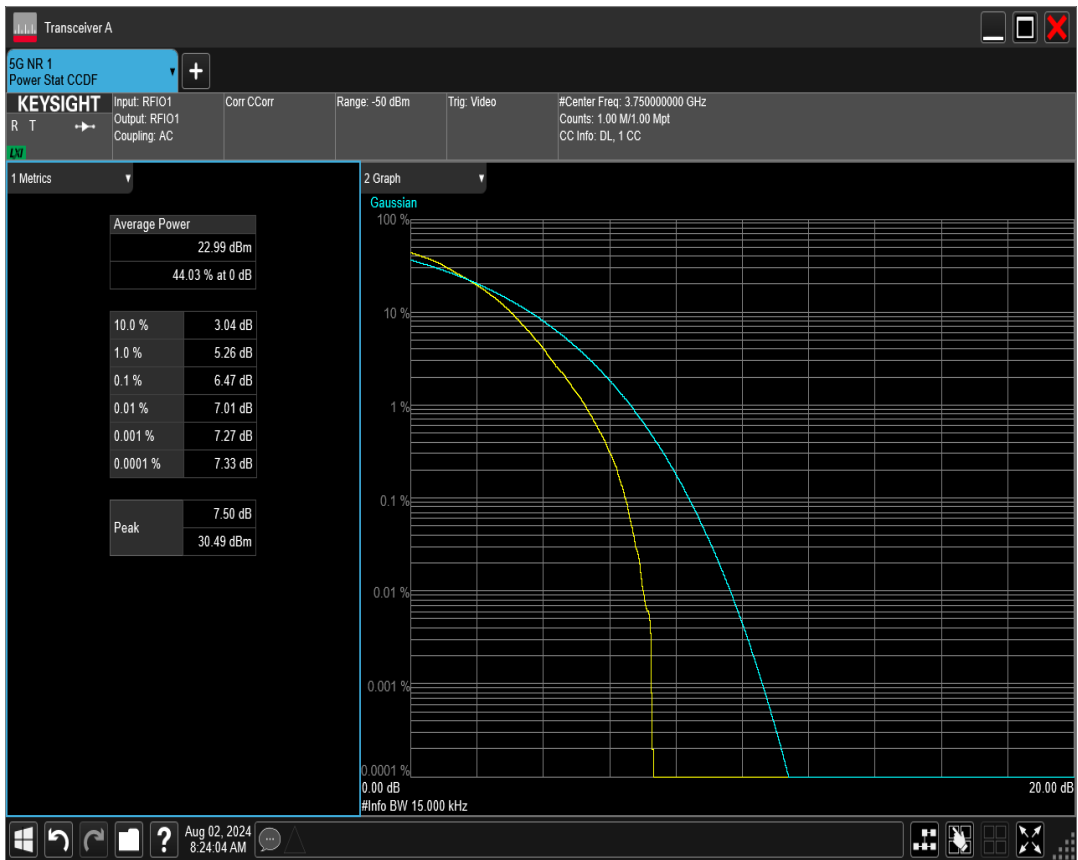 Transceiver A
5G NR 1
Power Stat CCDF
KEYSIGHT
R T
LXI
Input: RFIO1
Output: RFIO1
Coupling: AC
Corr CCorr
Range: -50 dBm
Trig: Video
#Center Freq: 3.750000000 GHz
Counts: 1.00 M/1.00 Mpt
CC Info: DL, 1 CC
1 Metrics
Average Power
22.99 dBm
44.03 % at 0 dB
10.0 % 3.04 dB
1.0 % 5.26 dB
0.1 % 6.47 dB
0.01 % 7.01 dB
0.001 % 7.27 dB
0.0001 % 7.33 dB
Peak 7.50 dB
30.49 dBm
2 Graph
Gaussian
100 %
10 %
1 %
0.1 %
0.01 %
0.001 %
0.0001 %
0.00 dB 20.00 dB
#Info BW 15.000 kHz
Aug 02, 2024
8:24:04 AM